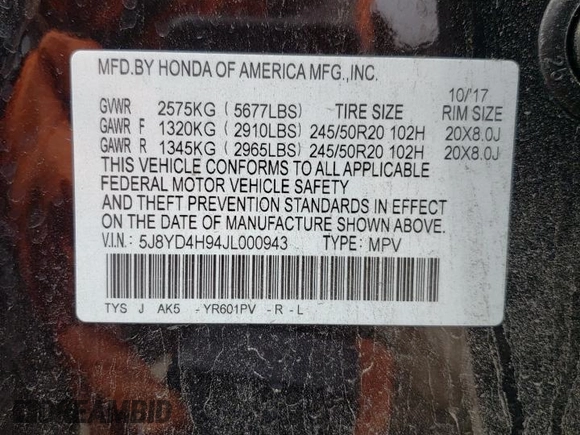 MFD.BY HONDA OF AMERICA MFG.,INC.
10/'17
GVWR 2575KG (5677LBS) TIRE SIZE RIM SIZE
GAWR F 1320KG (2910LBS) 245/50R20 102H 20X8.0J
GAWR R 1345KG (2965LBS) 245/50R20 102H 20X8.0J
THIS VEHICLE CONFORMS TO ALL APPLICABLE
FEDERAL MOTOR VEHICLE SAFETY
AND THEFT PREVENTION STANDARDS IN EFFECT
ON THE DATE OF MANUFACTURE SHOWN ABOVE.
V.I.N.: 5J8YD4H94JL000943 TYPE: MPV
TYS J AK5 -YR601PV -R-L
DREAMBID